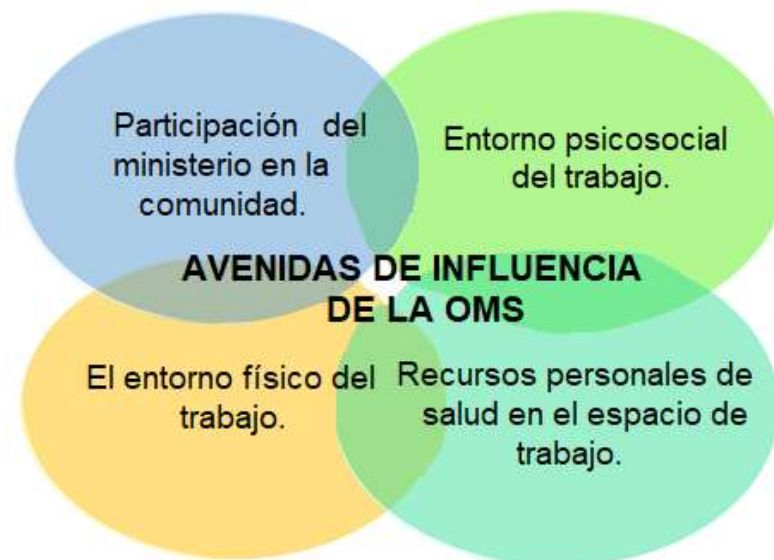 Participación del
ministerio en la
comunidad.
Entorno psicosocial
del trabajo.
AVENIDAS DE INFLUENCIA
DE LA OMS
El entorno físico del
trabajo.
Recursos personales de
salud en el espacio de
trabajo.